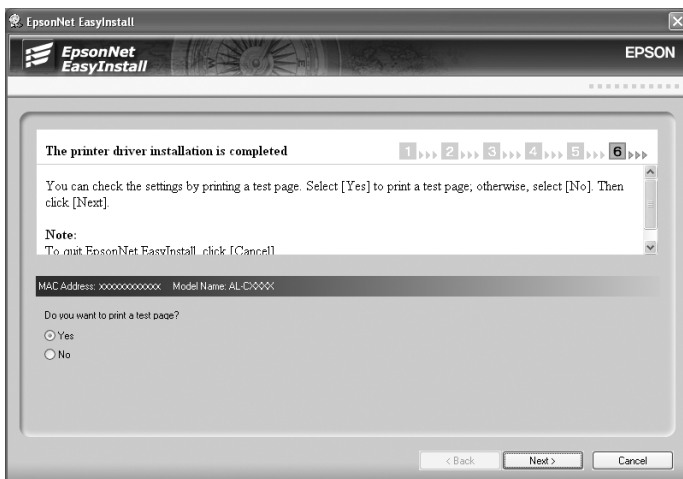 EpsonNet EasyInstall
EpsonNet
EasyInstall
EPSON
The printer driver installation is completed
1 2 3 4 5 6
You can check the settings by printing a test page. Select [Yes] to print a test page; otherwise, select [No]. Then
click [Next].
Note:
To quit EpsonNet EasyInstall, click [Cancel]
MAC Address: xxxxxxxxxxxx Model Name: AL-CXXXX
Do you want to print a test page?
Yes
No
< Back
Next >
Cancel